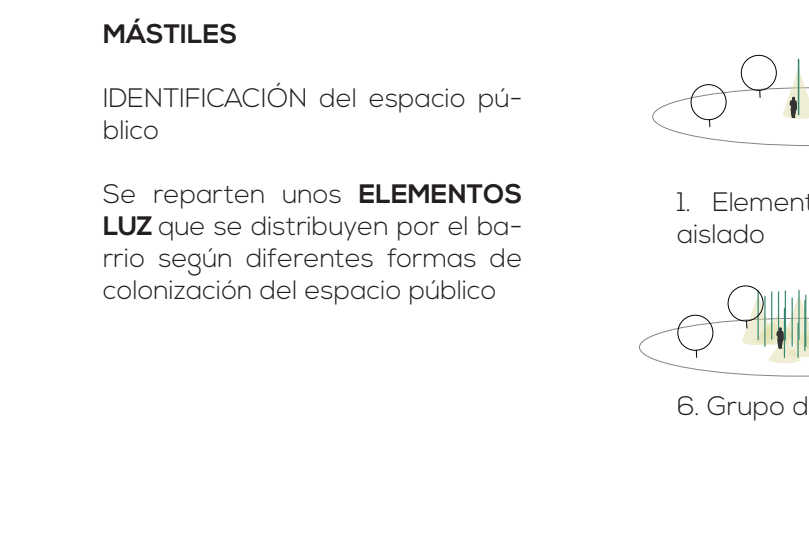 MÁSTILES
IDENTIFICACIÓN del espacio pú-
blico
Se reparten unos ELEMENTOS
LUZ que se distribuyen por el ba-
rrio según diferentes formas de
colonización del espacio público
1. Element
aislado
6. Grupo d